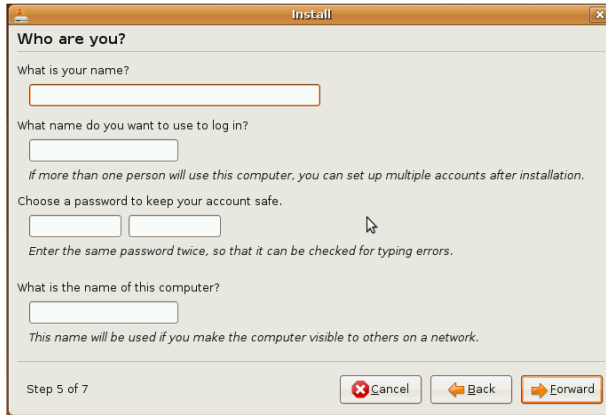 Install
Who are you?
What is your name?
What name do you want to use to log in?
If more than one person will use this computer, you can set up multiple accounts after installation.
Choose a password to keep your account safe.
Enter the same password twice, so that it can be checked for typing errors.
What is the name of this computer?
This name will be used if you make the computer visible to others on a network.
Step 5 of 7 Cancel Back Forward